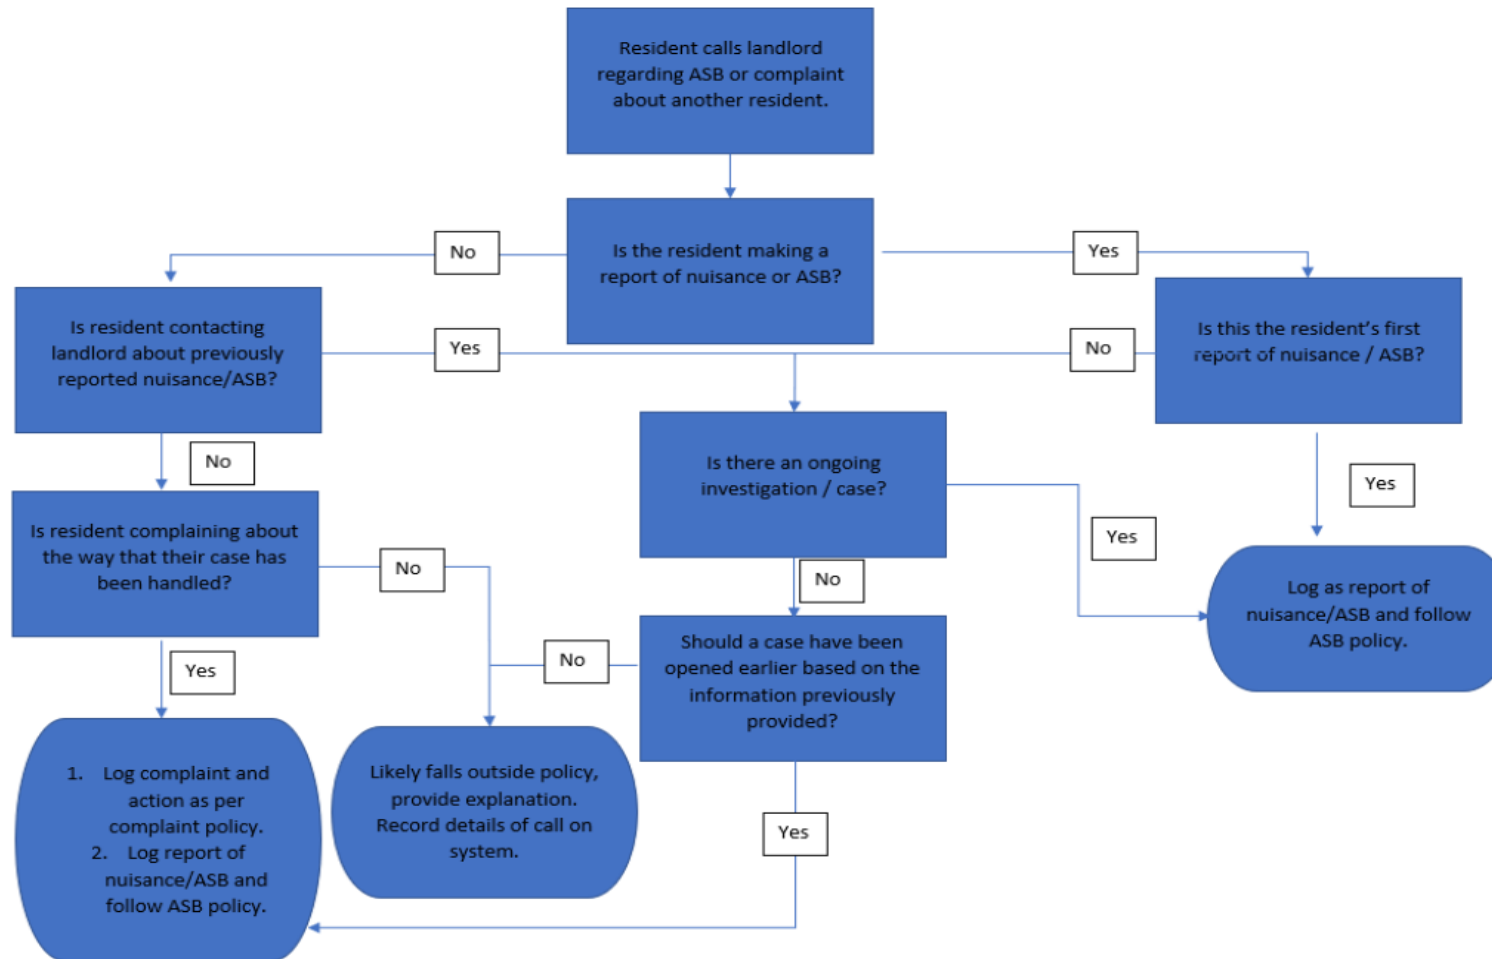 Resident calls landlord
regarding ASB or complaint
about another resident.
Is the resident making a
report of nuisance or ASB?
No
Yes
Is resident contacting
landlord about previously
reported nuisance/ASB?
Yes
No
Is this the resident's first
report of nuisance / ASB?
No
Is there an ongoing
investigation / case?
Yes
Yes
Is resident complaining about
the way that their case has
been handled?
No
No
Log as report of
nuisance/ASB and follow
ASB policy.
Yes
No
Should a case have been
opened earlier based on the
information previously
provided?
1. Log complaint and
action as per
complaint policy.
2. Log report of
nuisance/ASB and
follow ASB policy.
Likely falls outside policy,
provide explanation.
Record details of call on
system.
Yes